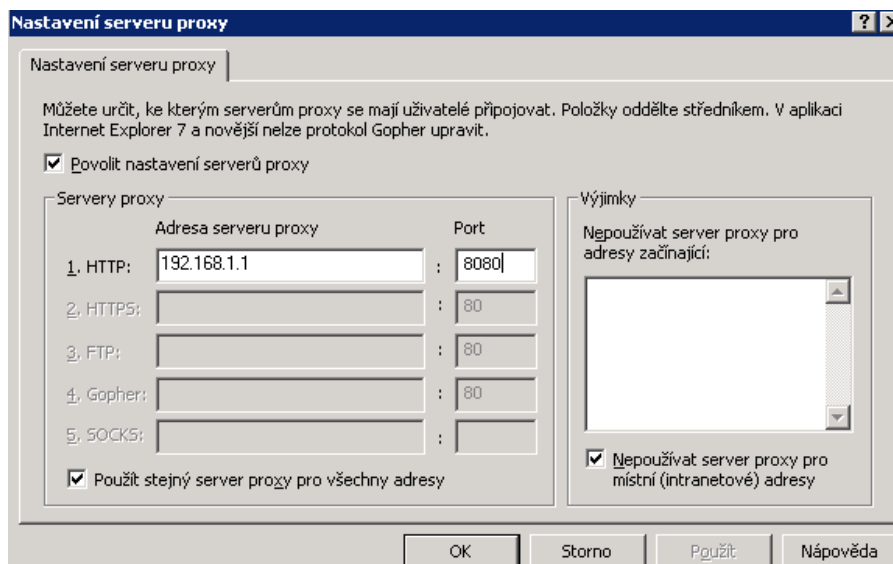 Nastavení serveru proxy
Nastavení serveru proxy
Můžete určit, ke kterým serverům proxy se mají uživatelé připojovat. Položky oddělte středníkem. V aplikaci
Internet Explorer 7 a novější nelze protokol Gopher upravit.
Povolit nastavení serverů proxy
Servery proxy
Adresa serveru proxy Port
1. HTTP: 192.168.1.1 : 8080
2. HTTPS: : 80
3. FTP: : 80
4. Gopher: : 80
5. SOCKS: :
Použít stejný server proxy pro všechny adresy
Výjimky
Nepoužívat server proxy pro
adresy začínající:
Nepoužívat server proxy pro
místní (intranetové) adresy
OK Storno Použít Nápověda